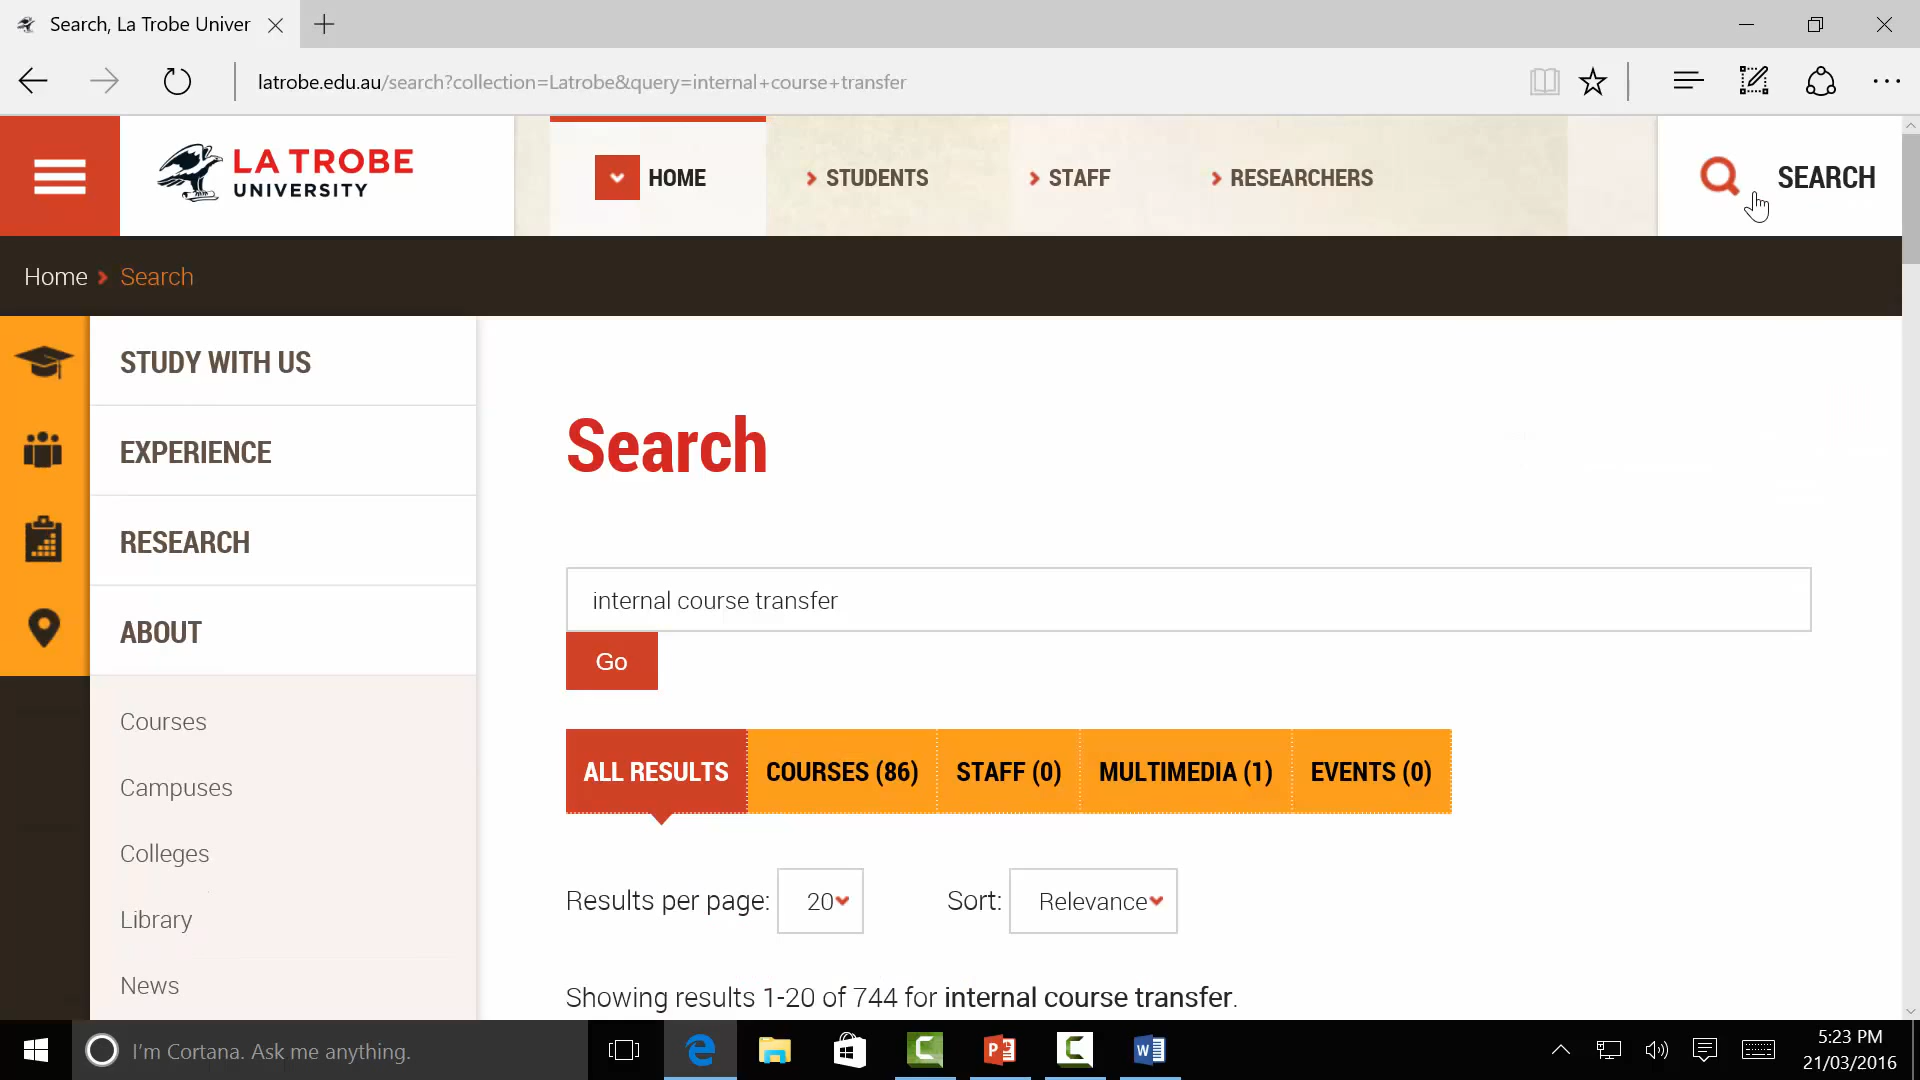 Search, La Trobe Univer
latrobe.edu.au/search?collection=Latrobe&query=internal+course+transfer
LA TROBE
UNIVERSITY
HOME
STUDENTS
STAFF
RESEARCHERS
SEARCH
Home
Search
STUDY WITH US
EXPERIENCE
RESEARCH
ABOUT
Courses
Campuses
Colleges
Library
News
Search
internal course transfer
Go
ALL RESULTS
COURSES (86)
STAFF (0)
MULTIMEDIA (1)
EVENTS (0)
Results per page: 20
Sort: Relevance
Showing results 1-20 of 744 for internal course transfer.
I'm Cortana. Ask me anything.
5:23 PM
21/03/2016